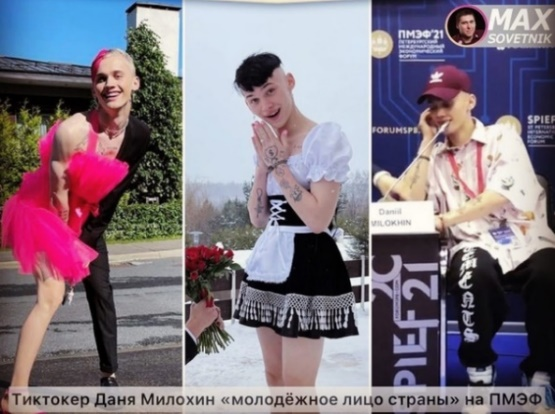 MAX
SOVETNIK
ПМЭФ'21
ПЕТЕРБУРГСКИЙ
МЕЖДУНАРОДНЫЙ
ЭКОНОМИЧЕСКИЙ
ФОРУМ
FORUMSPB
SPIEF
Daniil
MILOKHIN
SPIEF'21
Тиктокер Даня Милохин «молодёжное лицо страны» на ПМЭФ